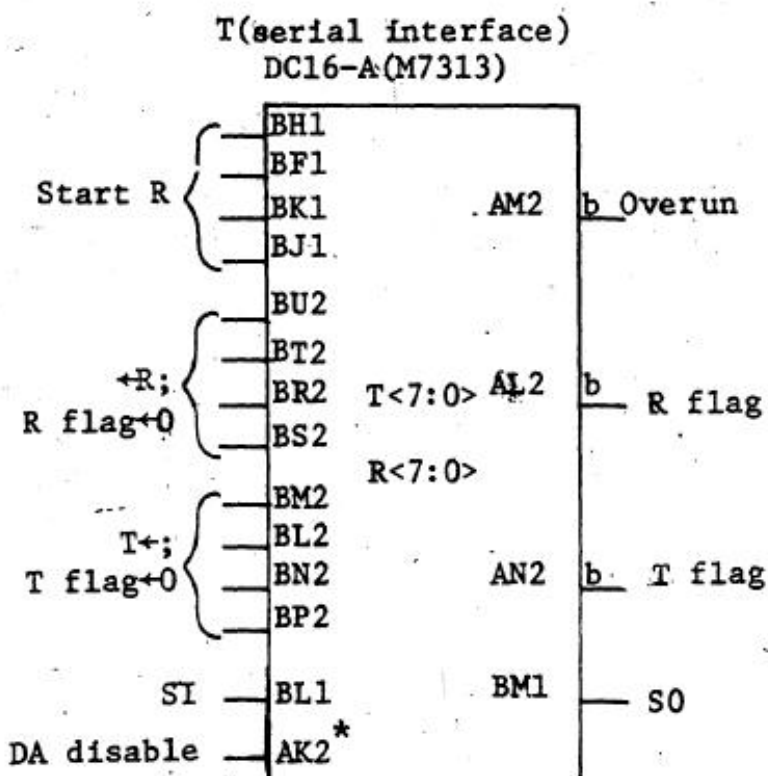 T(serial interface)
DC16-A(M7313)
BH1
BF1
Start R
BK1
AM2 b Overun
BJ1
BU2
←R;
BT2
T<7:0> AL2 b R flag
R flag←0
BR2
BS2
R<7:0>
BM2
T←;
BL2
T flag←0
BN2
AN2 b T flag
BP2
SI BL1
BM1 SO
DA disable AK2*